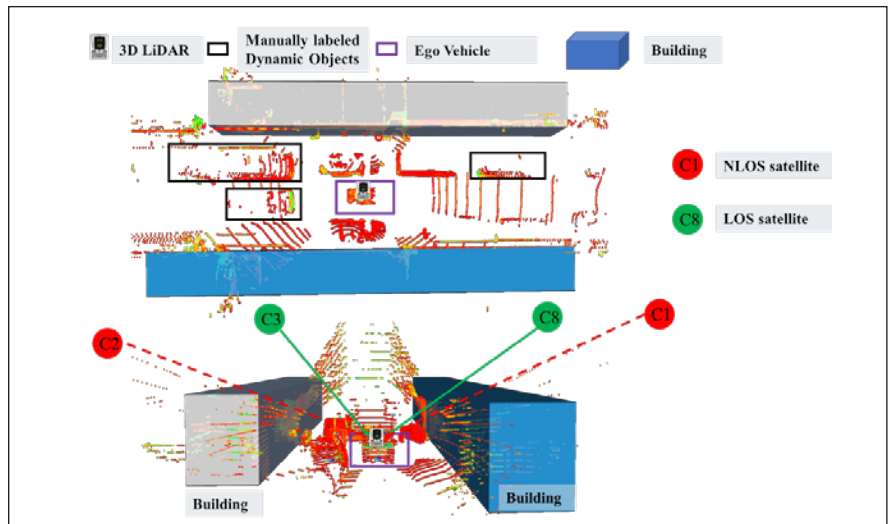 3D LiDAR
Manually labeled
Dynamic Objects
Ego Vehicle
Building
C1
NLOS satellite
C8
LOS satellite
C3
C8
C1
C2
Building
Building